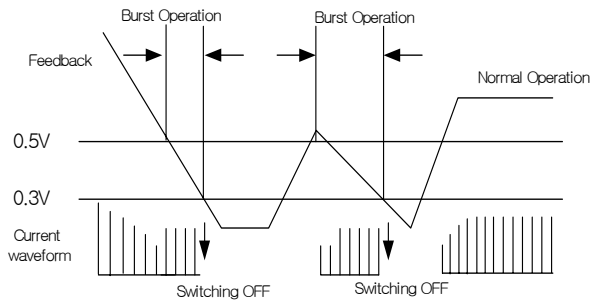 Burst Operation
Burst Operation
Feedback
Normal Operation
0.5V
0.3V
Current
waveform
Switching OFF
Switching OFF